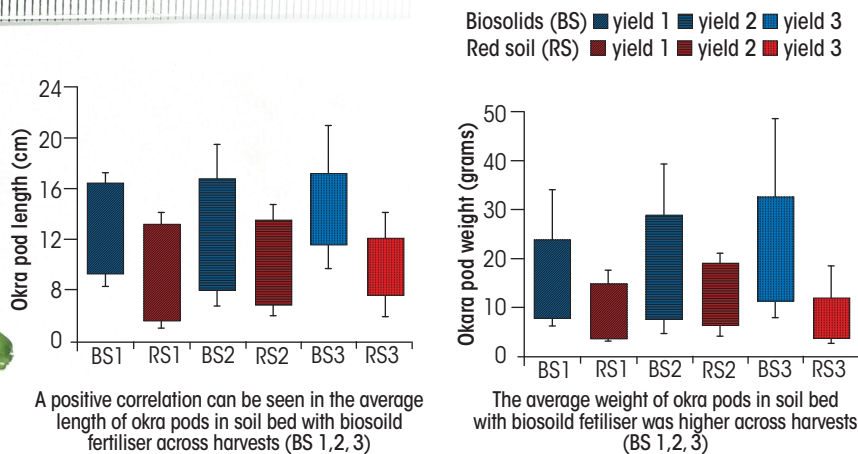 Biosolids (BS) yield 1 yield 2 yield 3
Red soil (RS) yield 1 yield 2 yield 3
Okra pod length (cm)
24
20
16
12
8
0
BS1 RS1 BS2 RS2 BS3 RS3
A positive correlation can be seen in the average
length of okra pods in soil bed with biosoild
fertiliser across harvests (BS 1,2,3)
Okara pod weight (grams)
50
40
30
20
10
0
BS1 RS1 BS2 RS2 BS3 RS3
The average weight of okra pods in soil bed
with biosoild fetiliser was higher across harvests
(BS 1,2,3)